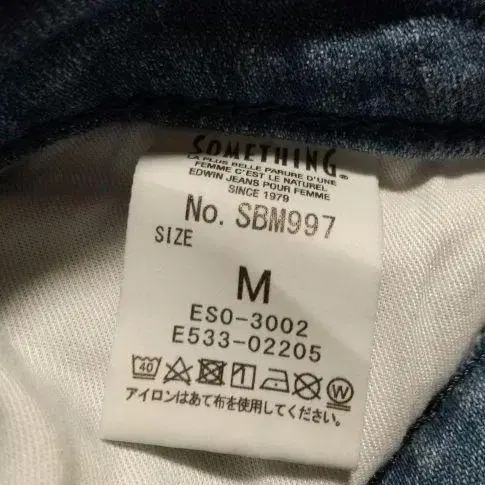 SOMETHING®
LA PLUS BELLE PARURE D'UNE
FEMME C'EST LE NATUREL
EDWIN JEANS POUR FEMME
SINCE 1979
No. SBM997
SIZE
M
ES0-3002
E533-02205
40 W
アイロンはあて布を使用してください。